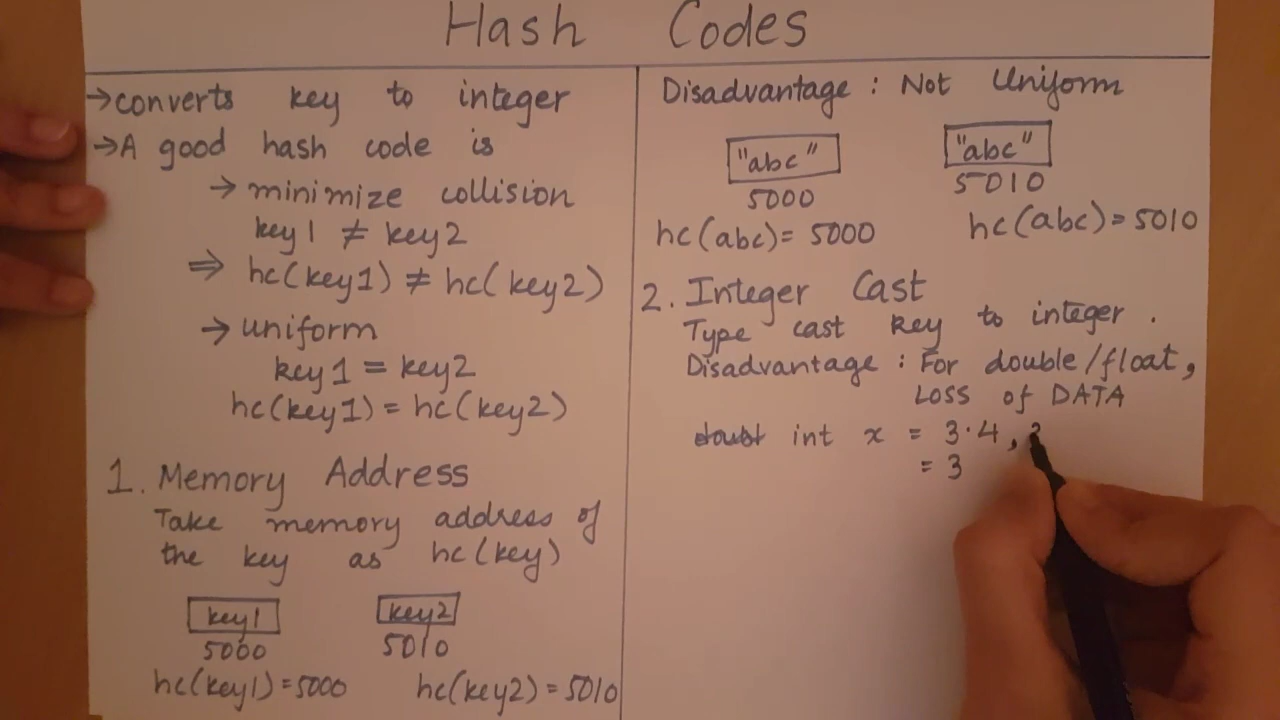 Hash Codes
→converts key to integer
→A good hash code is
→ minimize collision
key1 ≠ key2
⇒ hc(key1) ≠ hc(key2)
→ uniform
key1 = key2
hc(key1) = hc(key2)
1. Memory Address
Take memory address of
the key as hc(key)
key1 key2
5000 5010
hc(key1)=5000 hc(key2)=5010
Disadvantage : Not Uniform
"abc" "abc"
5000 5010
hc(abc)= 5000 hc(abc)=5010
2. Integer Cast
Type cast key to integer.
Disadvantage : For double/float,
LOSS of DATA
int x = 3.4,
= 3